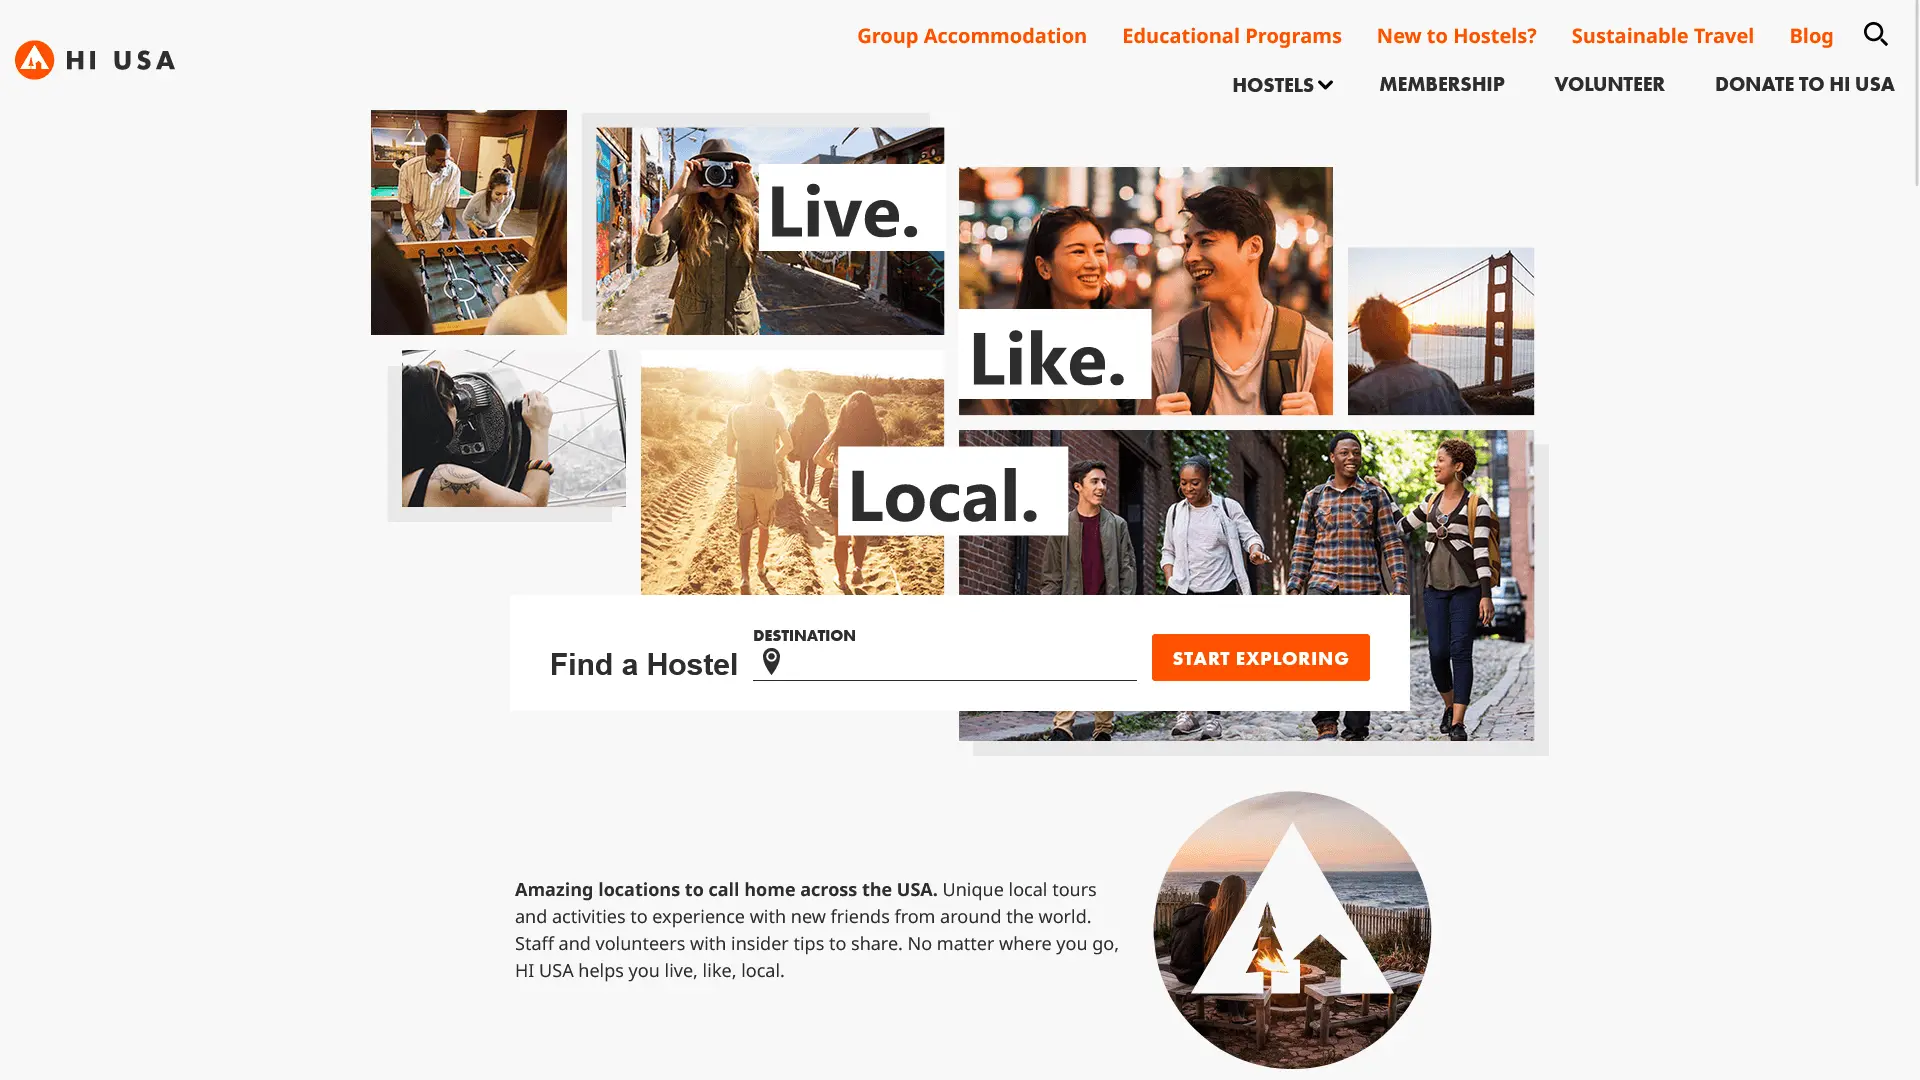 Group Accommodation Educational Programs New to Hostels? Sustainable Travel Blog
HI USA
HOSTELS MEMBERSHIP VOLUNTEER DONATE TO HI USA
Live.
Like.
Local.
DESTINATION
Find a Hostel
START EXPLORING
Amazing locations to call home across the USA. Unique local tours
and activities to experience with new friends from around the world.
Staff and volunteers with insider tips to share. No matter where you go,
HI USA helps you live, like, local.